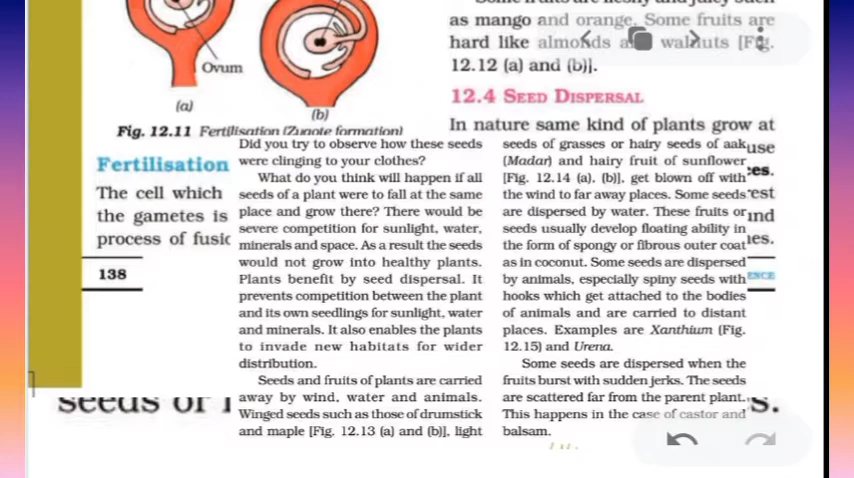 Ovum
(a)
(b)
Fig. 12.11 Fertilisation (Zygote formation)
Fertilisation
The cell which
the gametes is
process of fusio
138
as mango and orange. Some fruits are
hard like almonds a walnuts [Fig.
12.12 (a) and (b)].
12.4 SEED DISPERSAL
In nature same kind of plants grow at
Did you try to observe how these seeds
were clinging to your clothes?
What do you think will happen if all
seeds of a plant were to fall at the same
place and grow there? There would be
severe competition for sunlight, water,
minerals and space. As a result the seeds
would not grow into healthy plants.
Plants benefit by seed dispersal. It
prevents competition between the plant
and its own seedlings for sunlight, water
and minerals. It also enables the plants
to invade new habitats for wider
distribution.
Seeds and fruits of plants are carried
away by wind, water and animals.
Winged seeds such as those of drumstick
and maple [Fig. 12.13 (a) and (b)], light
seeds of grasses or hairy seeds of aak
(Madar) and hairy fruit of sunflower
[Fig. 12.14 (a), (b)], get blown off with
the wind to far away places. Some seeds
are dispersed by water. These fruits or
seeds usually develop floating ability in
the form of spongy or fibrous outer coat
as in coconut. Some seeds are dispersed
by animals, especially spiny seeds with
hooks which get attached to the bodies
of animals and are carried to distant
places. Examples are Xanthium (Fig.
12.15) and Urena.
Some seeds are dispersed when the
fruits burst with sudden jerks. The seeds
are scattered far from the parent plant.
This happens in the case of castor and
balsam.